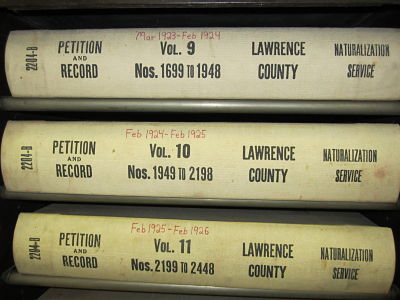 2204-B
PETITION
AND
RECORD
Mar 1923-Feb 1924
VOL. 9
NOS. 1699 TO 1948
LAWRENCE
COUNTY
NATURALIZATION
SERVICE
2204-B
PETITION
AND
RECORD
Feb 1924-Feb 1925
VOL. 10
NOS. 1949 TO 2198
LAWRENCE
COUNTY
NATURALIZATION
SERVICE
2204-B
PETITION
AND
RECORD
Feb 1925-Feb 1926
VOL. 11
NOS. 2199 TO 2448
LAWRENCE
COUNTY
NATURALIZATION
SERVICE